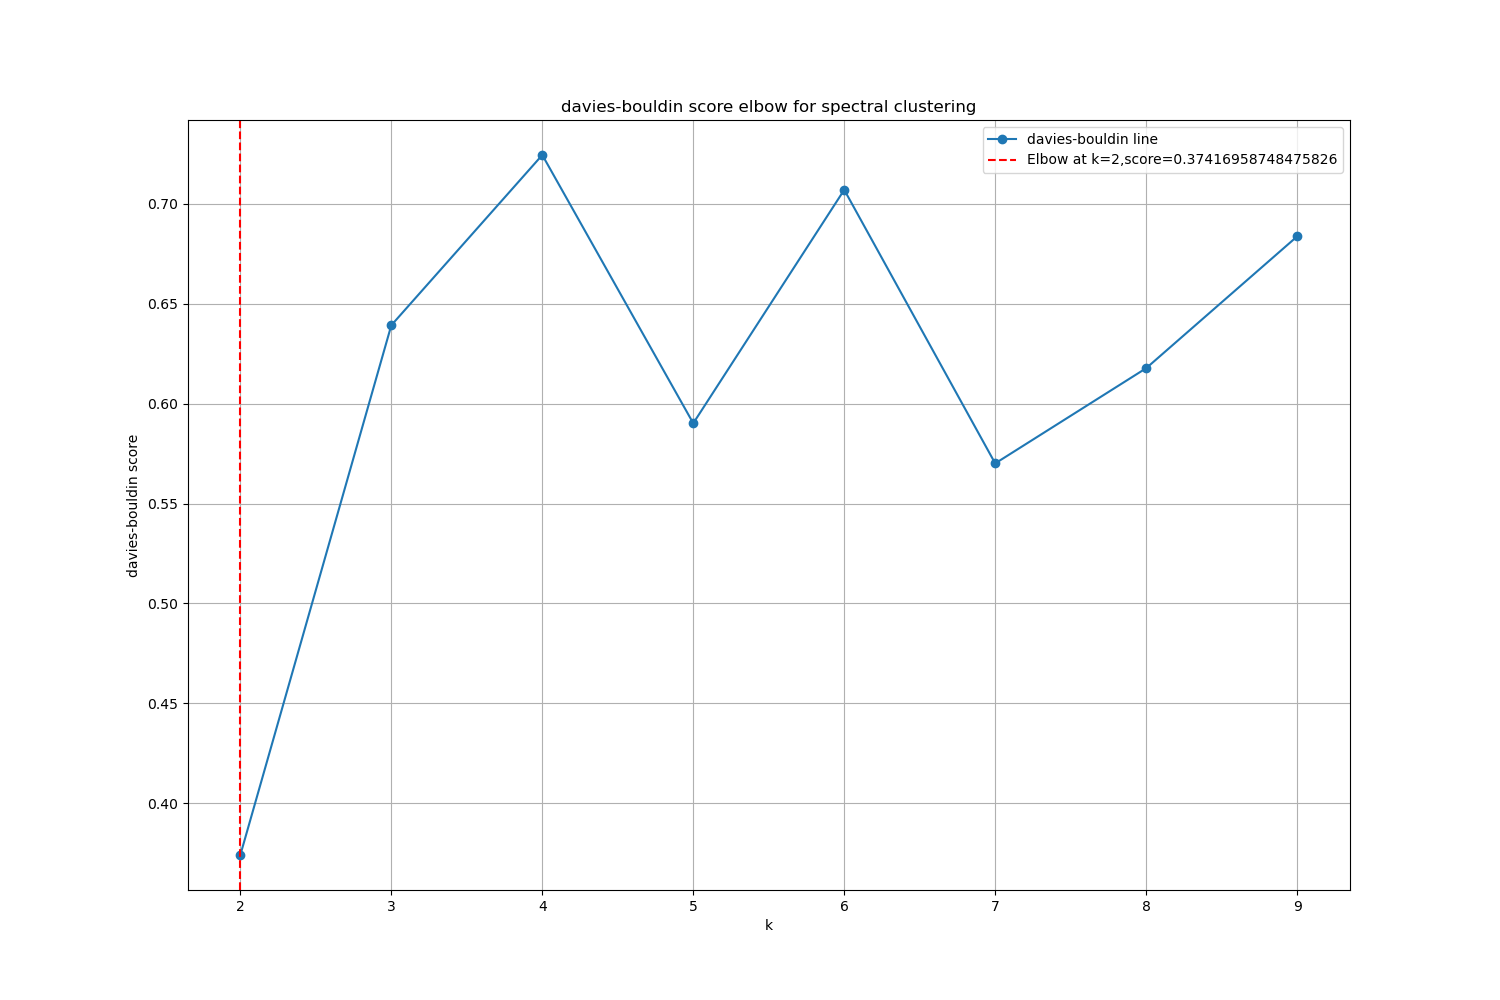 davies-bouldin score elbow for spectral clustering
davies-bouldin line
Elbow at k=2,score=0.37416958748475826
davies-bouldin score
0.70
0.65
0.60
0.55
0.50
0.45
0.40
2 3 4 5 6 7 8 9
k